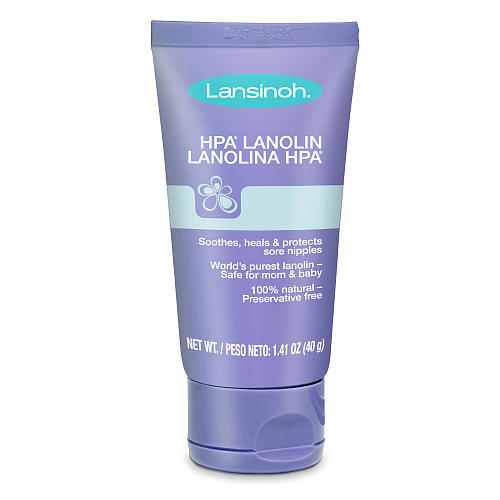 Lansinoh.
HPA® LANOLIN
LANOLINA HPA®
Soothes, heals & protects
sore nipples
World's purest lanolin –
Safe for mom & baby
100% natural –
Preservative free
NET WT. / PESO NETO: 1.41 OZ (40 g)